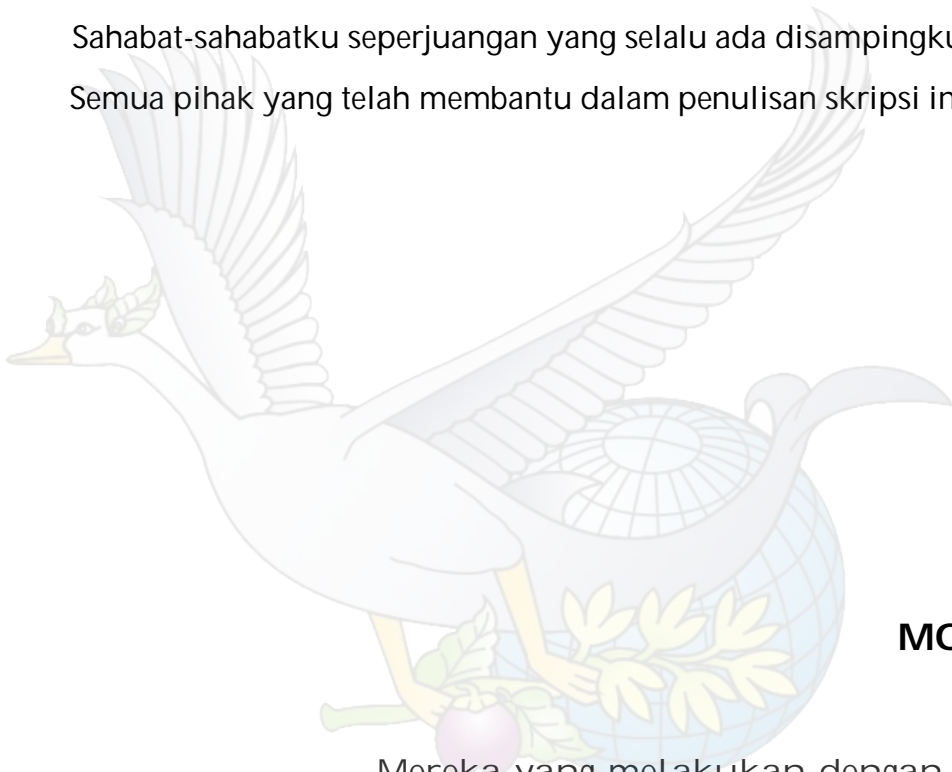 Sahabat-sahabatku seperjuangan yang selalu ada disampingku
Semua pihak yang telah membantu dalam penulisan skripsi in
MO
Mereka yang melakukan dengan